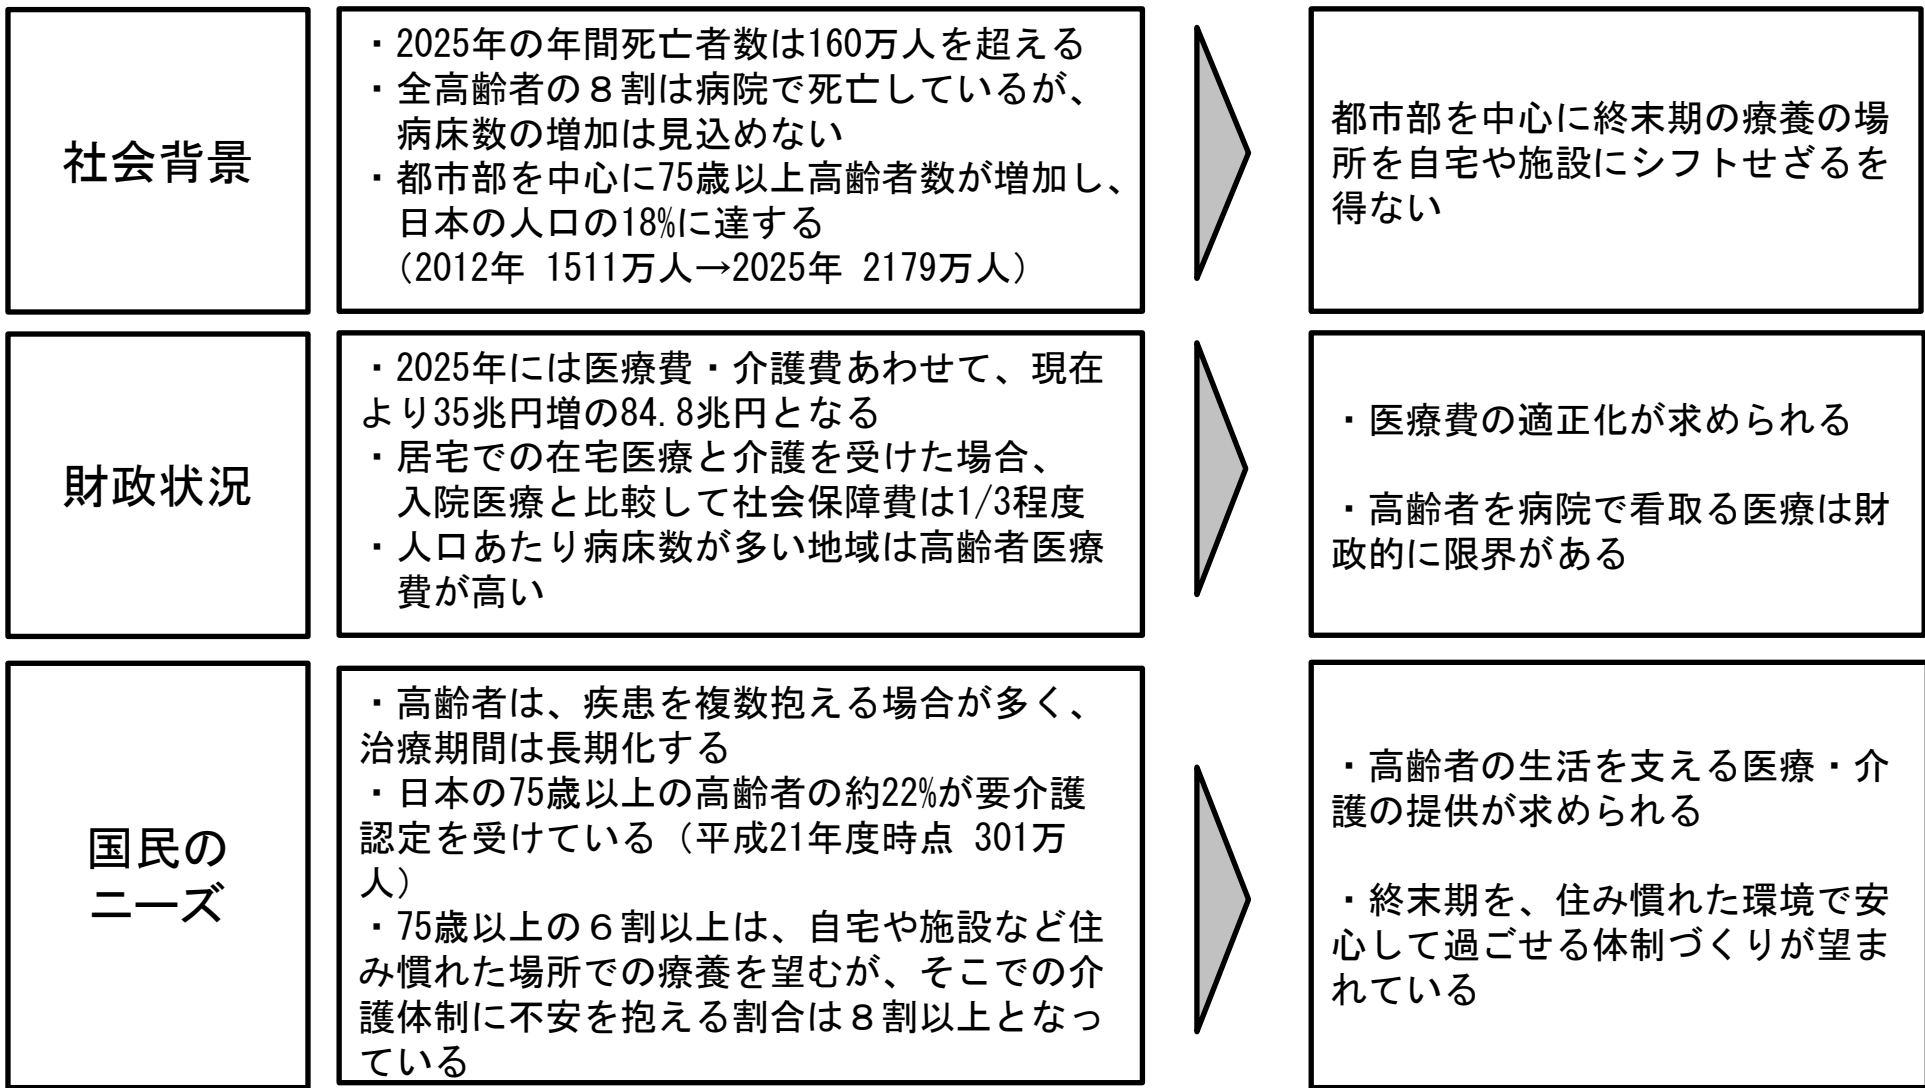 社会背景
・2025年の年間死亡者数は160万人を超える
・全高齢者の８割は病院で死亡しているが、
病床数の増加は見込めない
・都市部を中心に75歳以上高齢者数が増加し、
日本の人口の18%に達する
（2012年 1511万人→2025年 2179万人）
都市部を中心に終末期の療養の場
所を自宅や施設にシフトせざるを
得ない
財政状況
・2025年には医療費・介護費あわせて、現在
より35兆円増の84.8兆円となる
・居宅での在宅医療と介護を受けた場合、
入院医療と比較して社会保障費は1/3程度
・人口あたり病床数が多い地域は高齢者医療
費が高い
・医療費の適正化が求められる
・高齢者を病院で看取る医療は財
政的に限界がある
国民の
ニーズ
・高齢者は、疾患を複数抱える場合が多く、
治療期間は長期化する
・日本の75歳以上の高齢者の約22%が要介護
認定を受けている（平成21年度時点 301万
人）
・75歳以上の６割以上は、自宅や施設など住
み慣れた場所での療養を望むが、そこでの介
護体制に不安を抱える割合は８割以上となっ
ている
・高齢者の生活を支える医療・介
護の提供が求められる
・終末期を、住み慣れた環境で安
心して過ごせる体制づくりが望ま
れている